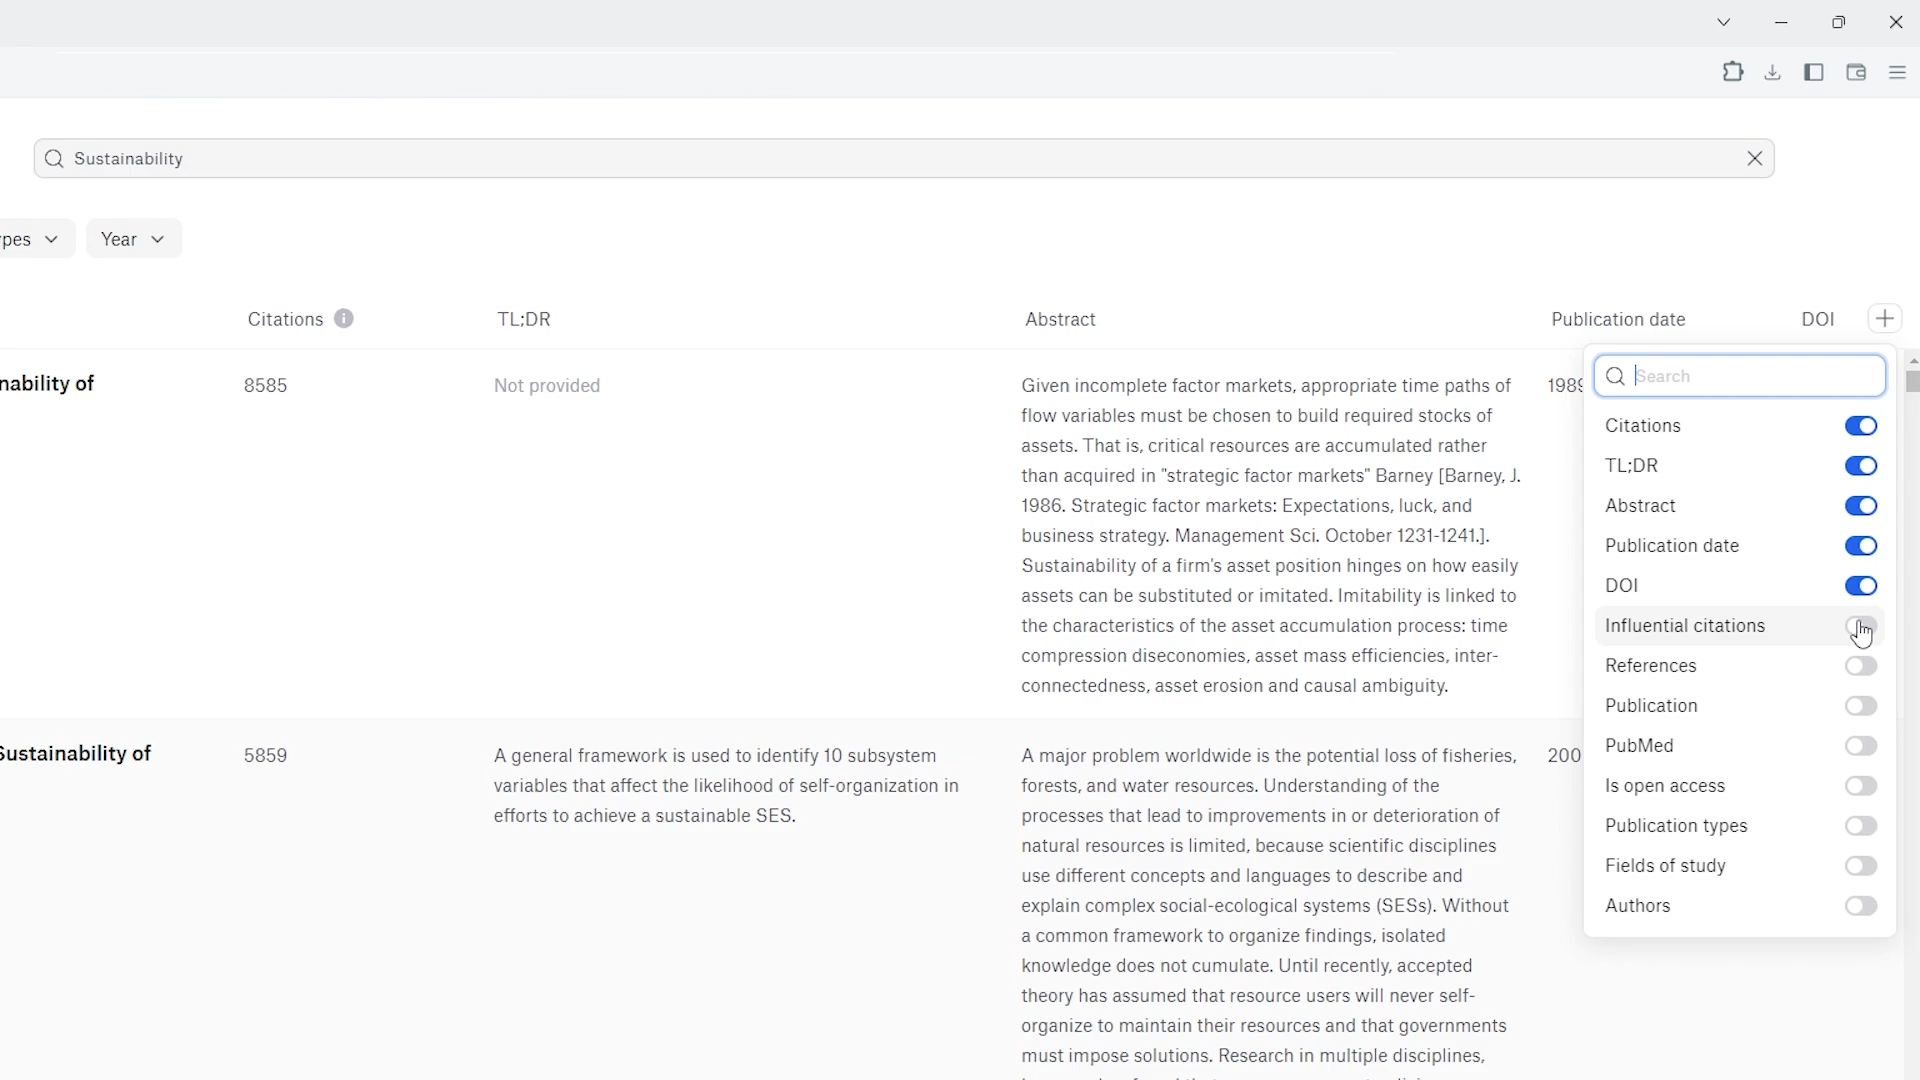 Sustainability
ypes
Year
Citations
TL;DR
Abstract
Publication date
DOI
nability of
8585
Not provided
Given incomplete factor markets, appropriate time paths of
flow variables must be chosen to build required stocks of
assets. That is, critical resources are accumulated rather
than acquired in "strategic factor markets" Barney [Barney, J.
1986. Strategic factor markets: Expectations, luck, and
business strategy. Management Sci. October 1231-1241.].
Sustainability of a firm's asset position hinges on how easily
assets can be substituted or imitated. Imitability is linked to
the characteristics of the asset accumulation process: time
compression diseconomies, asset mass efficiencies, inter-
connectedness, asset erosion and causal ambiguity.
1989
Search
Citations
TL;DR
Abstract
Publication date
DOI
Influential citations
References
Publication
PubMed
Is open access
Publication types
Fields of study
Authors
Sustainability of
5859
A general framework is used to identify 10 subsystem
variables that affect the likelihood of self-organization in
efforts to achieve a sustainable SES.
A major problem worldwide is the potential loss of fisheries,
forests, and water resources. Understanding of the
processes that lead to improvements in or deterioration of
natural resources is limited, because scientific disciplines
use different concepts and languages to describe and
explain complex social-ecological systems (SESs). Without
a common framework to organize findings, isolated
knowledge does not cumulate. Until recently, accepted
theory has assumed that resource users will never self-
organize to maintain their resources and that governments
must impose solutions. Research in multiple disciplines,
200